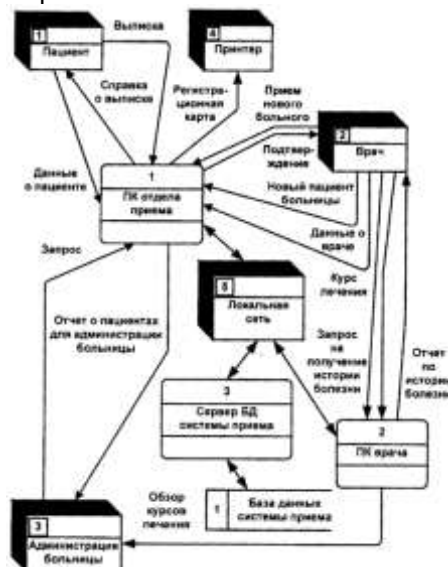 1
Пациент
Выписка
4
Принтер
Справка
о выписке
Регистра-
ционная
карта
Прием
нового
больного
2
Врач
Подтвер-
ждение
1
ПК отдела
приема
Данные
о пациенте
Новый пациент
больницы
Данные о
враче
Запрос
Курс
лечения
5
Локальная
сеть
Отчет о пациентах
для администрации
больницы
Запрос
на
получение
истории
болезни
Отчет
по
истории
болезни
3
Сервер БД
системы приема
2
ПК врача
Обзор
курсов
лечения
1
База данных
системы приема
3
Администрация
больницы